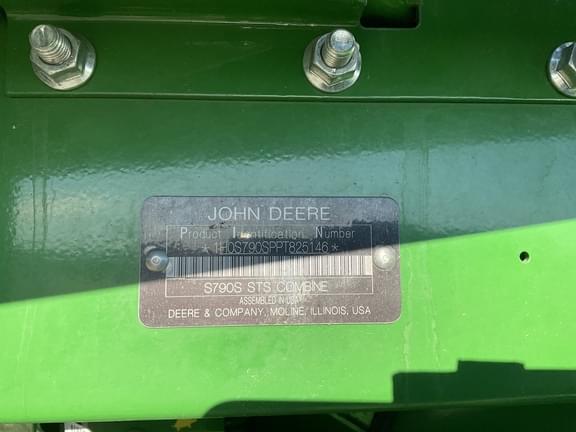 JOHN DEERE
Product Identification Number
*1H0S790SPPT825146*
S790S STS COMBINE
ASSEMBLED IN USA
DEERE & COMPANY, MOLINE, ILLINOIS, USA